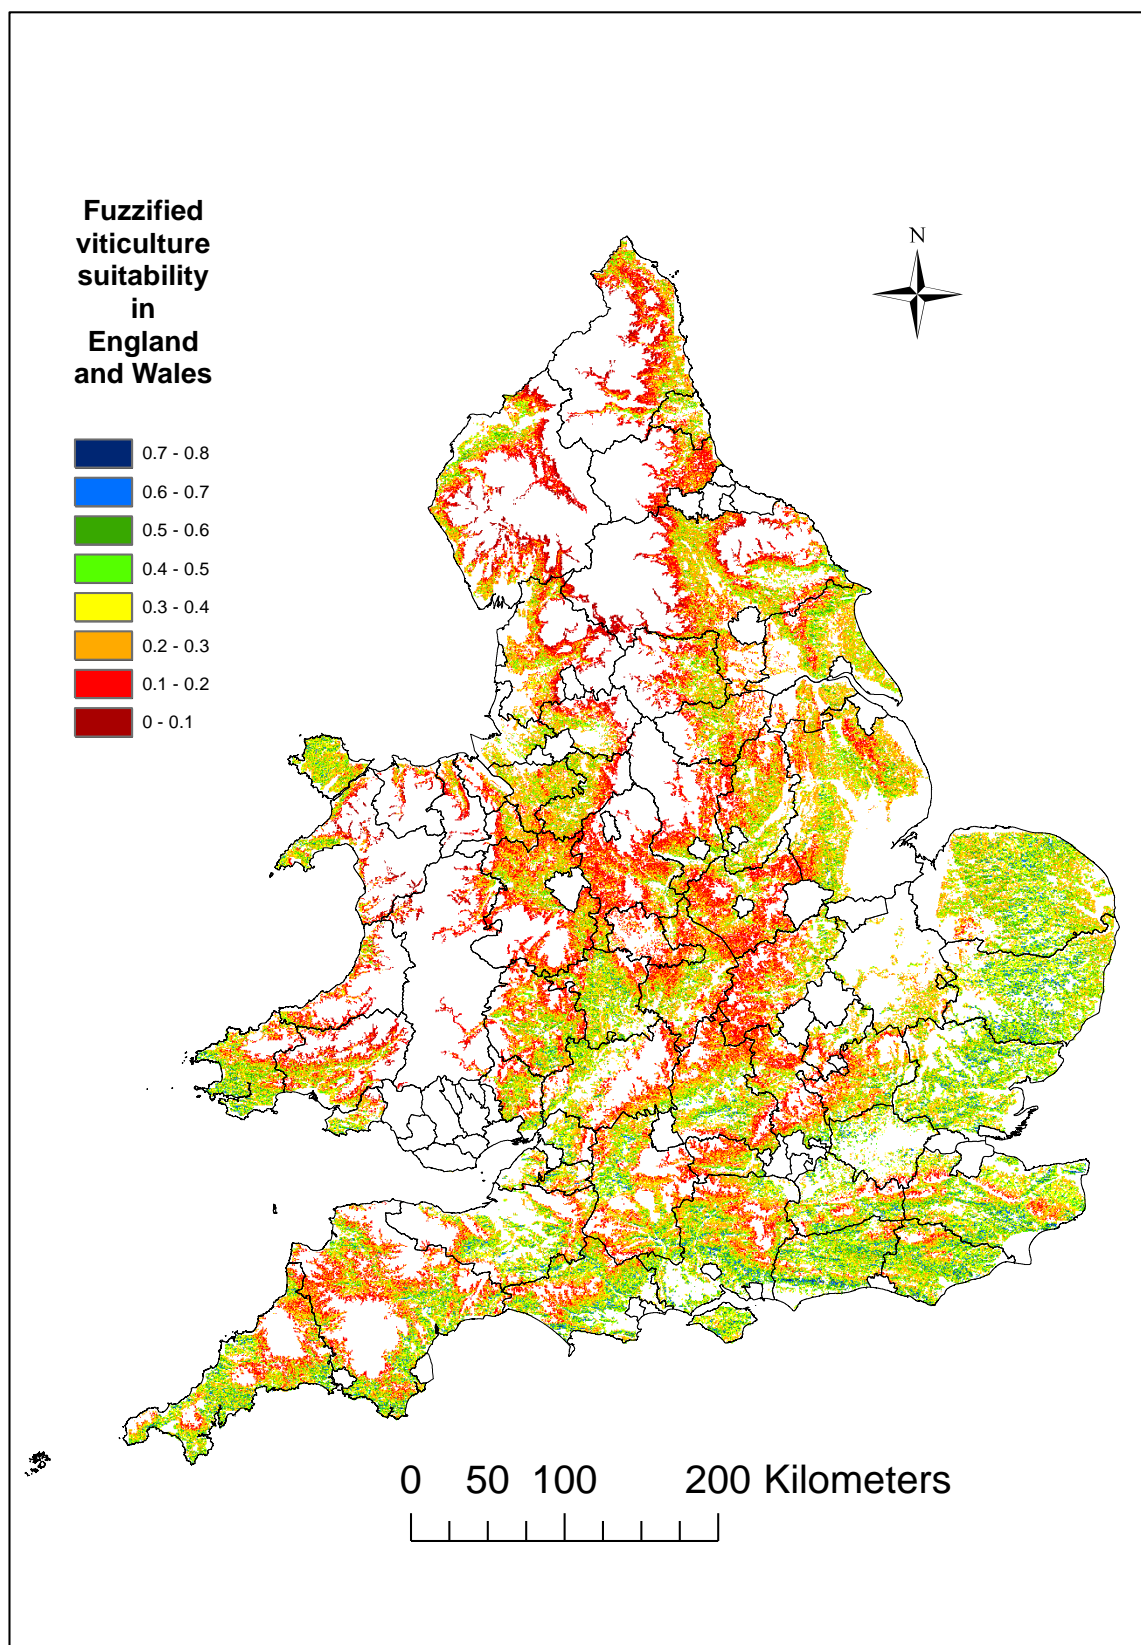 Fuzzified
viticulture
suitability
in
England
and Wales
N
0.7 - 0.8
0.6 - 0.7
0.5 - 0.6
0.4 - 0.5
0.3 - 0.4
0.2 - 0.3
0.1 - 0.2
0 - 0.1
0 50 100 200 Kilometers